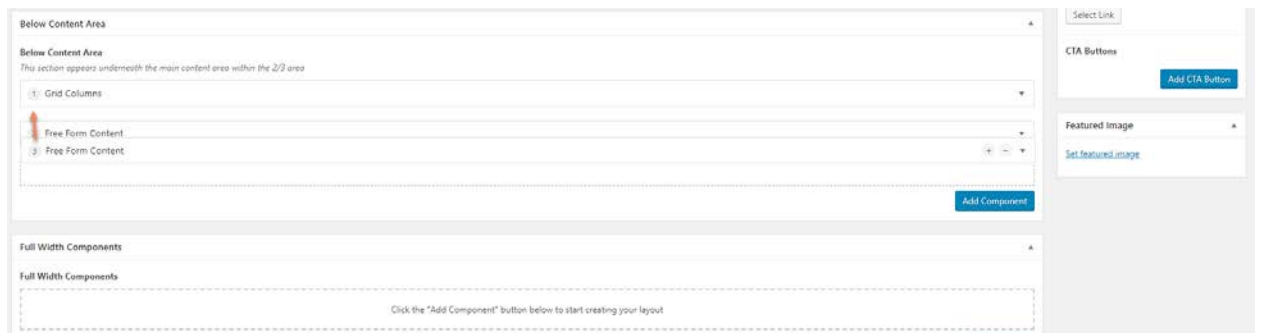 Below Content Area
Below Content Area
This section appears underneath the main content area within the 2/3 area
1 Grid Columns
Free Form Content
3 Free Form Content
Add Component
Full Width Components
Full Width Components
Click the "Add Component" button below to start creating your layout
Select Link
CTA Buttons
Add CTA Button
Featured Image
Set featured image